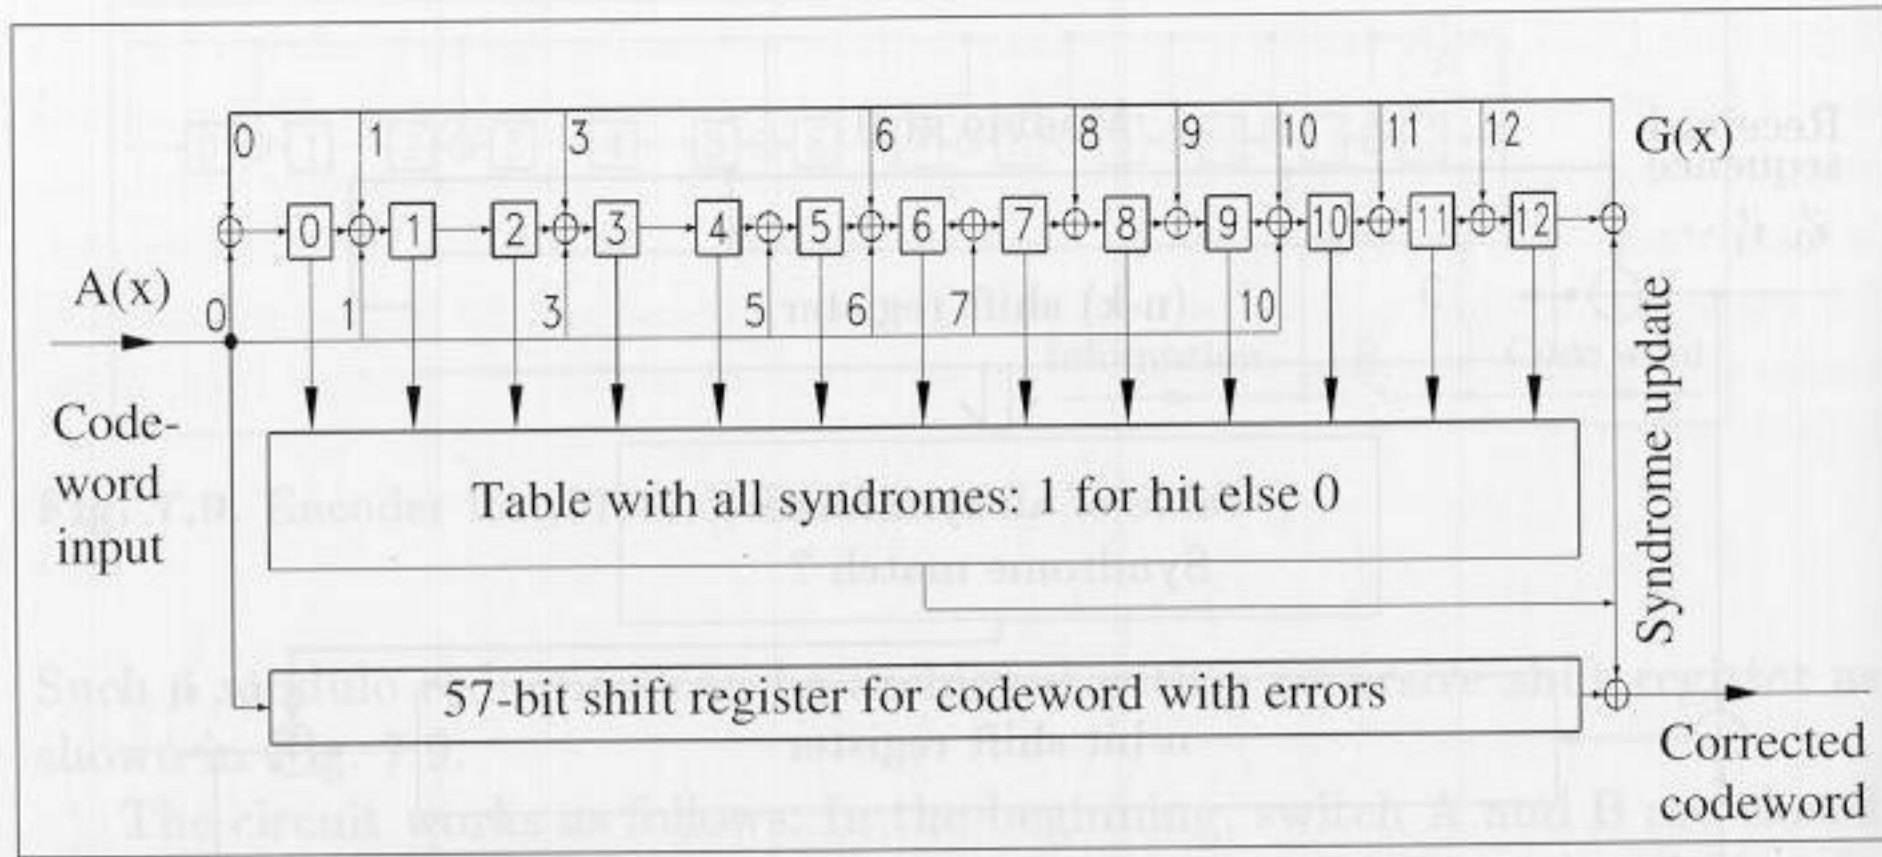 0 1 3 6 8 9 10 11 12 G(x)
0 1 2 3 4 5 6 7 8 9 10 11 12
A(x)
0 1 3 5 6 7 10
Code-
word
input
Table with all syndromes: 1 for hit else 0
Syndrome update
57-bit shift register for codeword with errors
Corrected
codeword